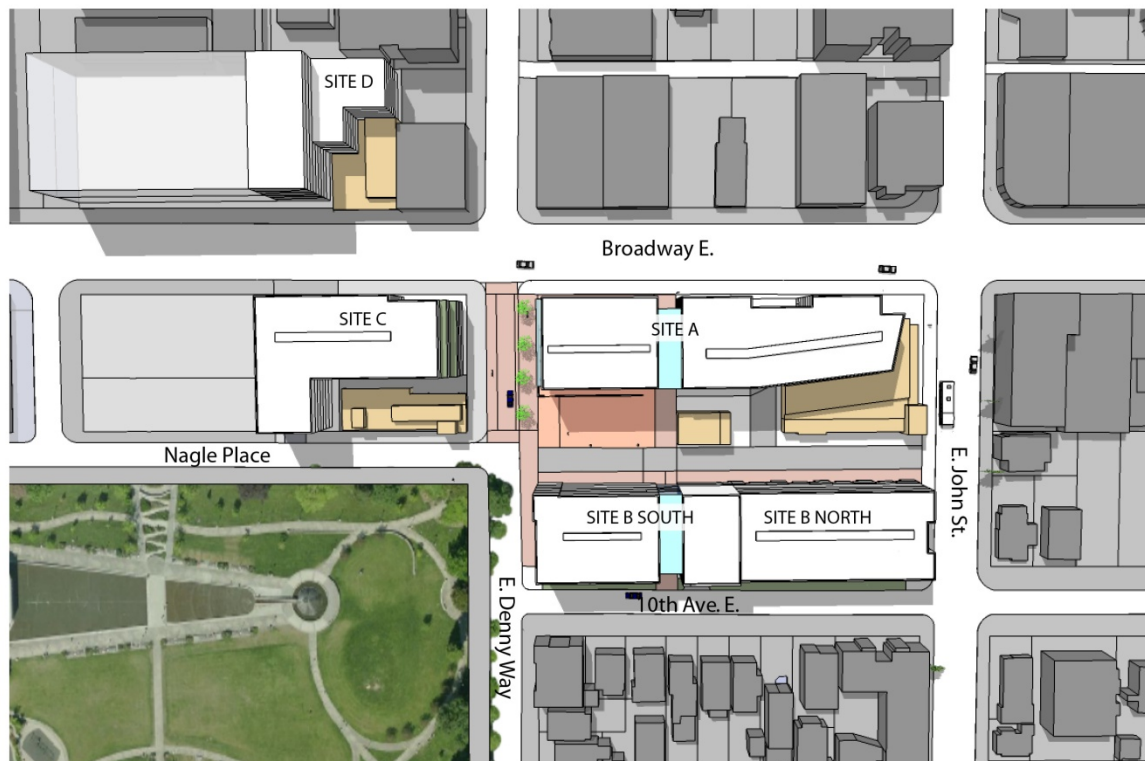 SITE D
Broadway E.
SITE C
SITE A
Nagle Place
E. John St.
SITE B SOUTH
SITE B NORTH
E. Denny Way
10th Ave. E.